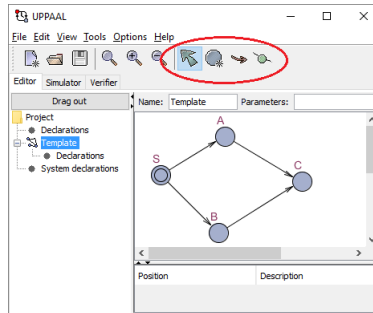 UPPAAL
File Edit View Tools Options Help
Editor Simulator Verifier
Drag out
Name: Template Parameters:
Project
Declarations
Template
Declarations
System declarations
A
S
C
B
Position Description